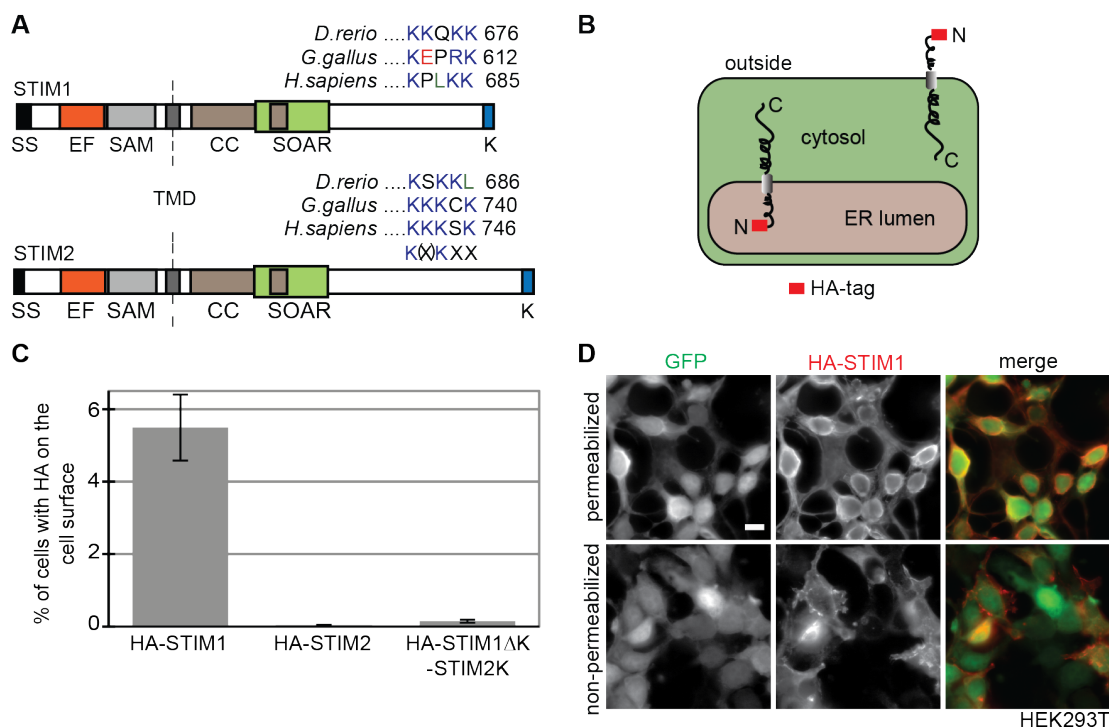 A
D.rerio ....KKQKK 676
G.gallus ....KEPRK 612
H.sapiens ....KPLKK 685
STIM1
SS EF SAM CC SOAR K
TMD
D.rerio ....KSKKL 686
G.gallus ....KKKCK 740
H.sapiens ....KKKSK 746
K(X)KXX
STIM2
SS EF SAM CC SOAR K
B
N
outside
C
cytosol
C
N
ER lumen
HA-tag
C
% of cells with HA on the
cell surface
6
4
2
0
HA-STIM1 HA-STIM2 HA-STIM1ΔK
-STIM2K
D
GFP HA-STIM1 merge
permeabilized
non-permeabilized
HEK293T